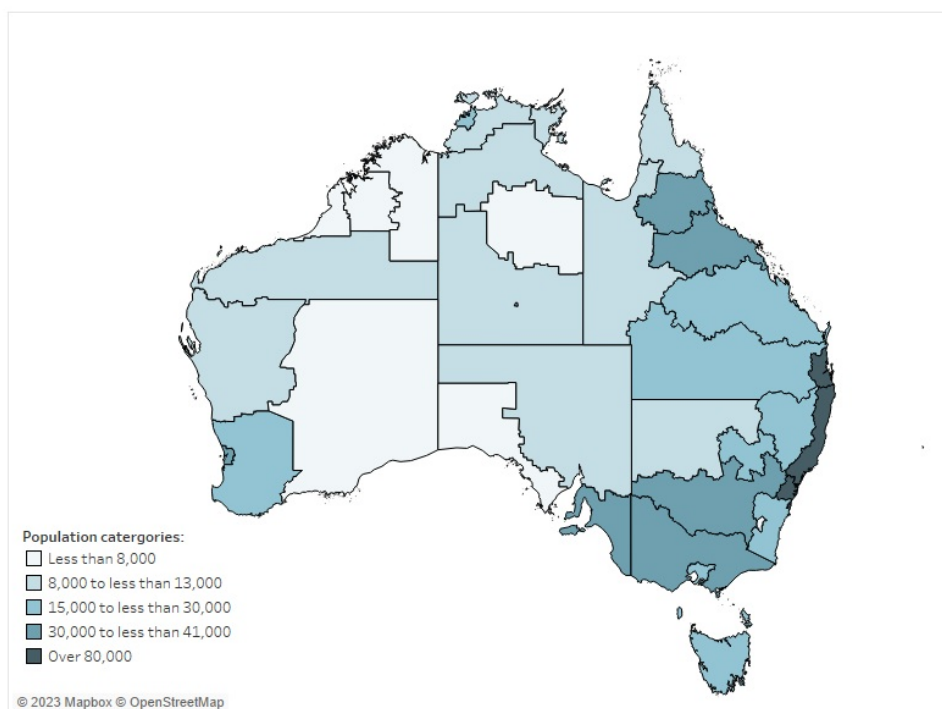 Population catergories:
Less than 8,000
8,000 to less than 13,000
15,000 to less than 30,000
30,000 to less than 41,000
Over 80,000
© 2023 Mapbox © OpenStreetMap